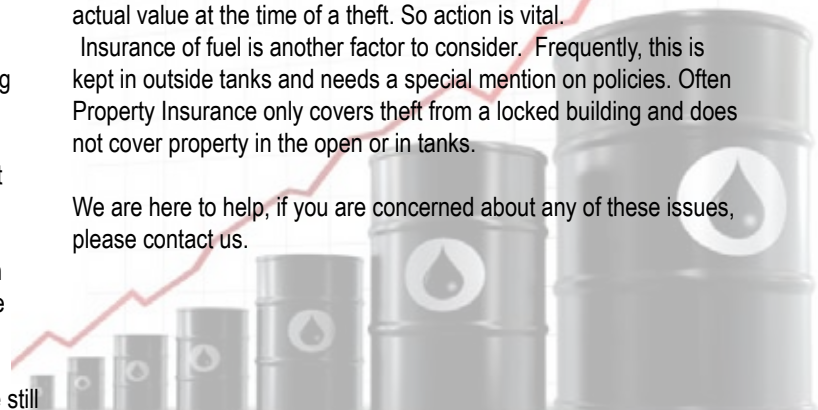 actual value at the time of a theft. So action is vital.
Insurance of fuel is another factor to consider.  Frequently, this is
kept in outside tanks and needs a special mention on policies. Often
Property Insurance only covers theft from a locked building and does
not cover property in the open or in tanks.
We are here to help, if you are concerned about any of these issues,
please contact us.
still